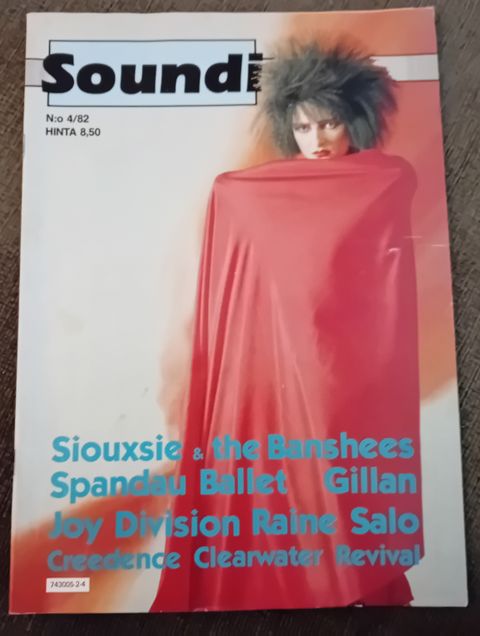 Soundi
N:o 4/82
HINTA 8,50
Siouxsie & the Banshees
Spandau Ballet Gillan
Joy Division Raine Salo
Creedence Clearwater Revival
743005-2-4